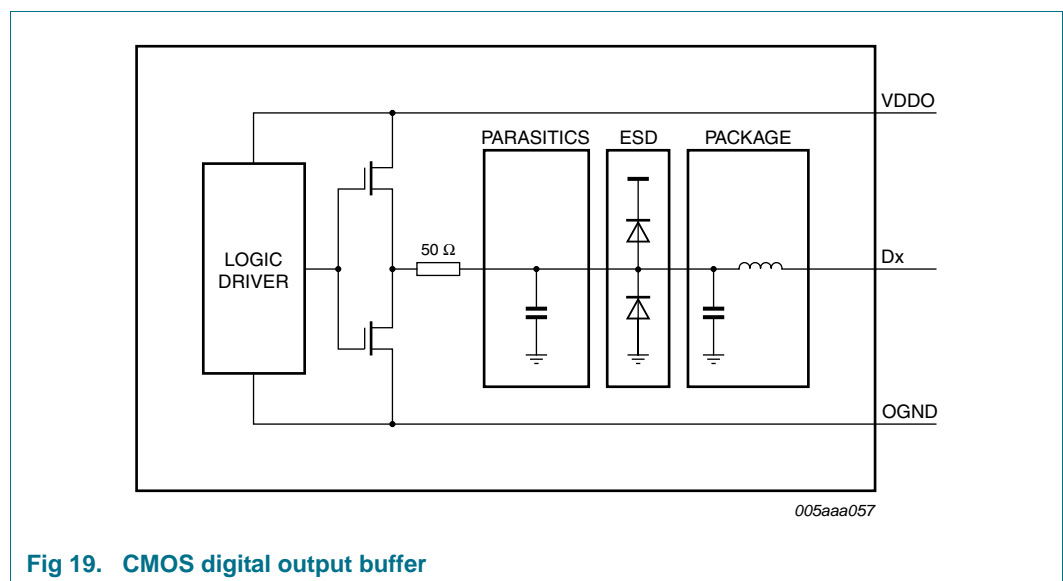 VDDO
PARASITICS ESD PACKAGE
50 Ω
LOGIC
DRIVER
Dx
OGND
005aaa057
Fig 19. CMOS digital output buffer